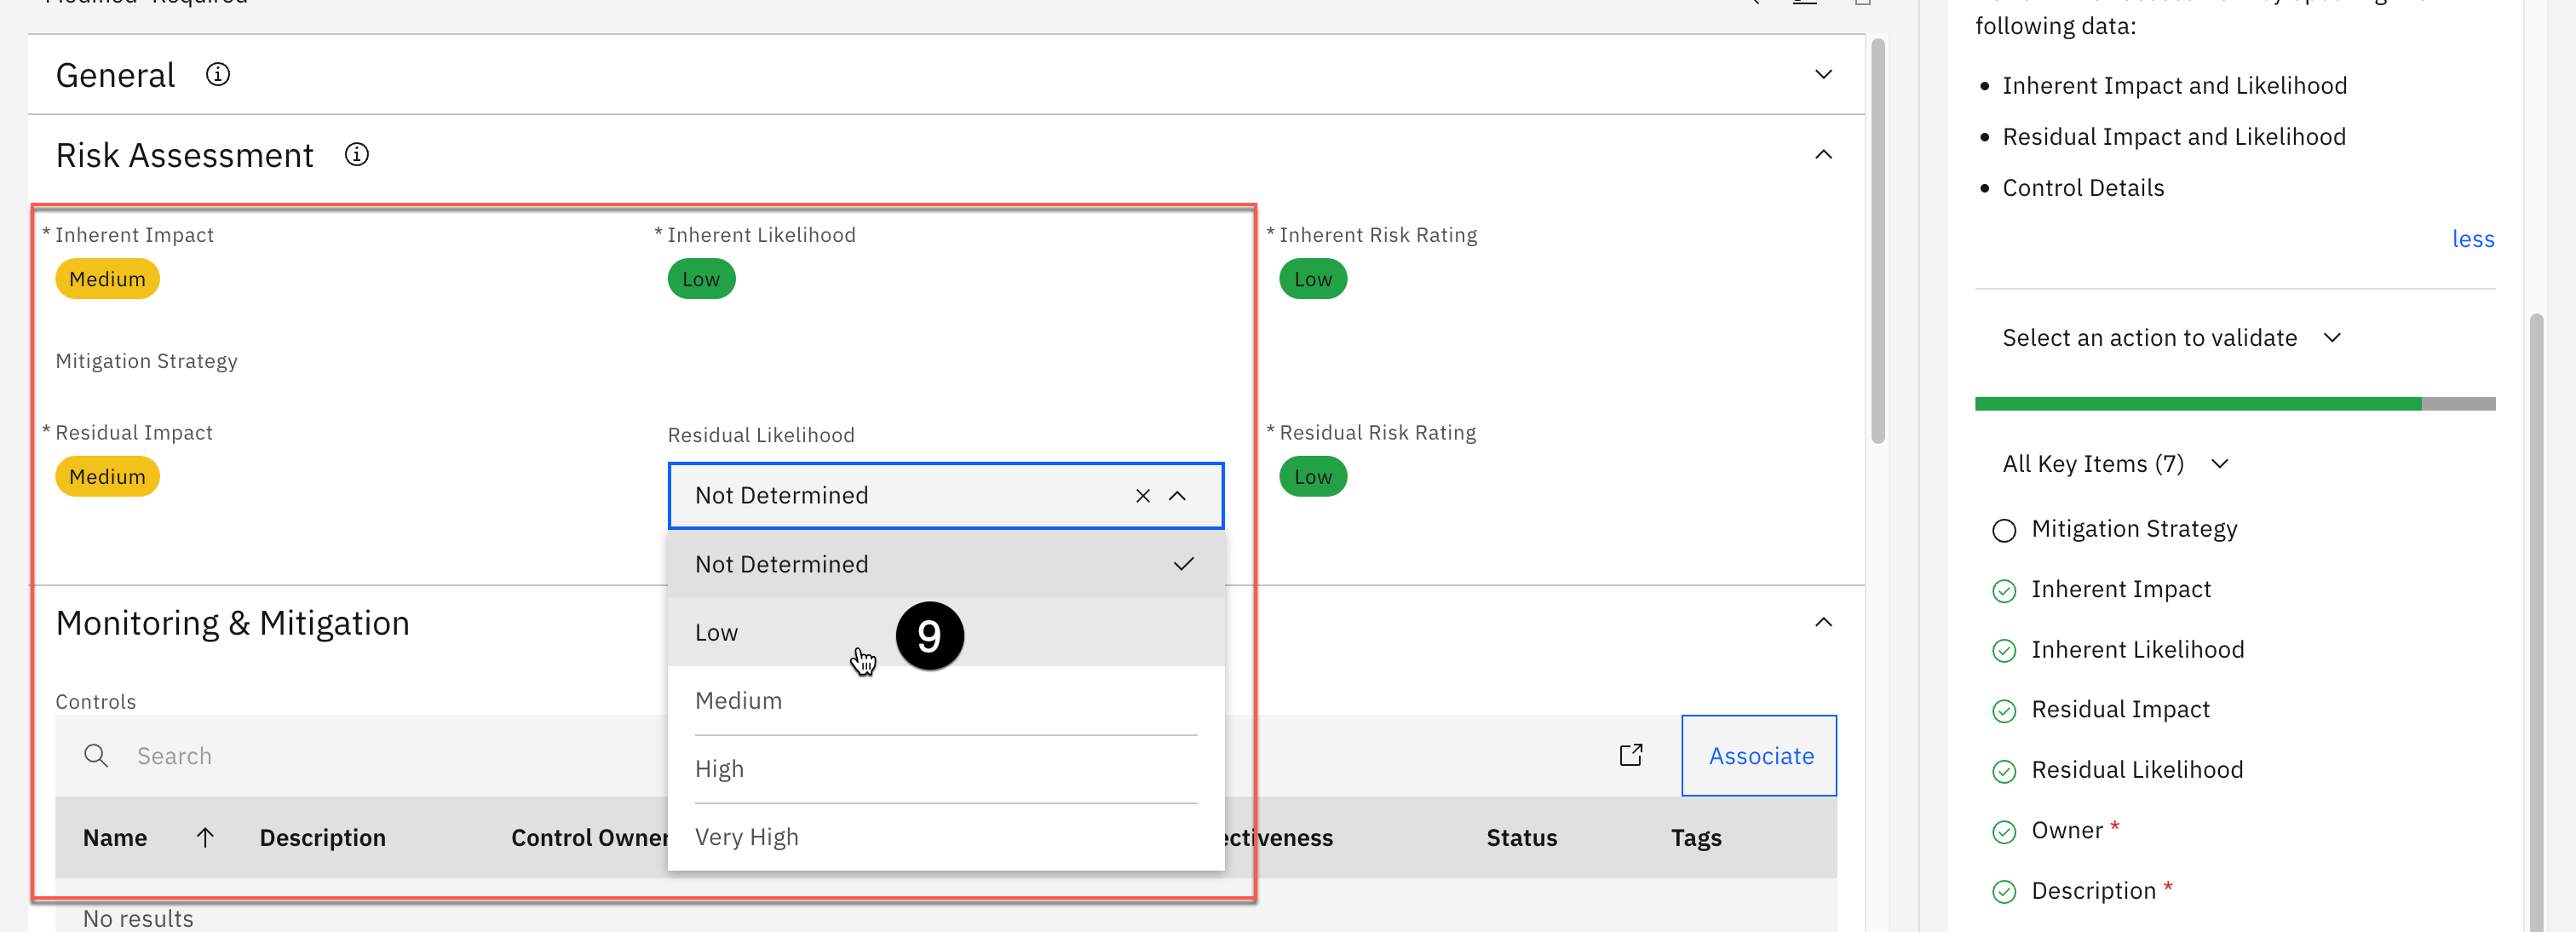 General
Risk Assessment
* Inherent Impact
* Inherent Likelihood
* Inherent Risk Rating
Medium
Low
Low
Mitigation Strategy
* Residual Impact
Residual Likelihood
* Residual Risk Rating
Medium
Not Determined
Low
Not Determined
Low
9
Medium
High
Very High
Monitoring & Mitigation
Controls
Search
Associate
Name
Description
Control Owner
ectiveness
Status
Tags
No results
following data:
• Inherent Impact and Likelihood
• Residual Impact and Likelihood
• Control Details
less
Select an action to validate
All Key Items (7)
Mitigation Strategy
Inherent Impact
Inherent Likelihood
Residual Impact
Residual Likelihood
Owner *
Description *